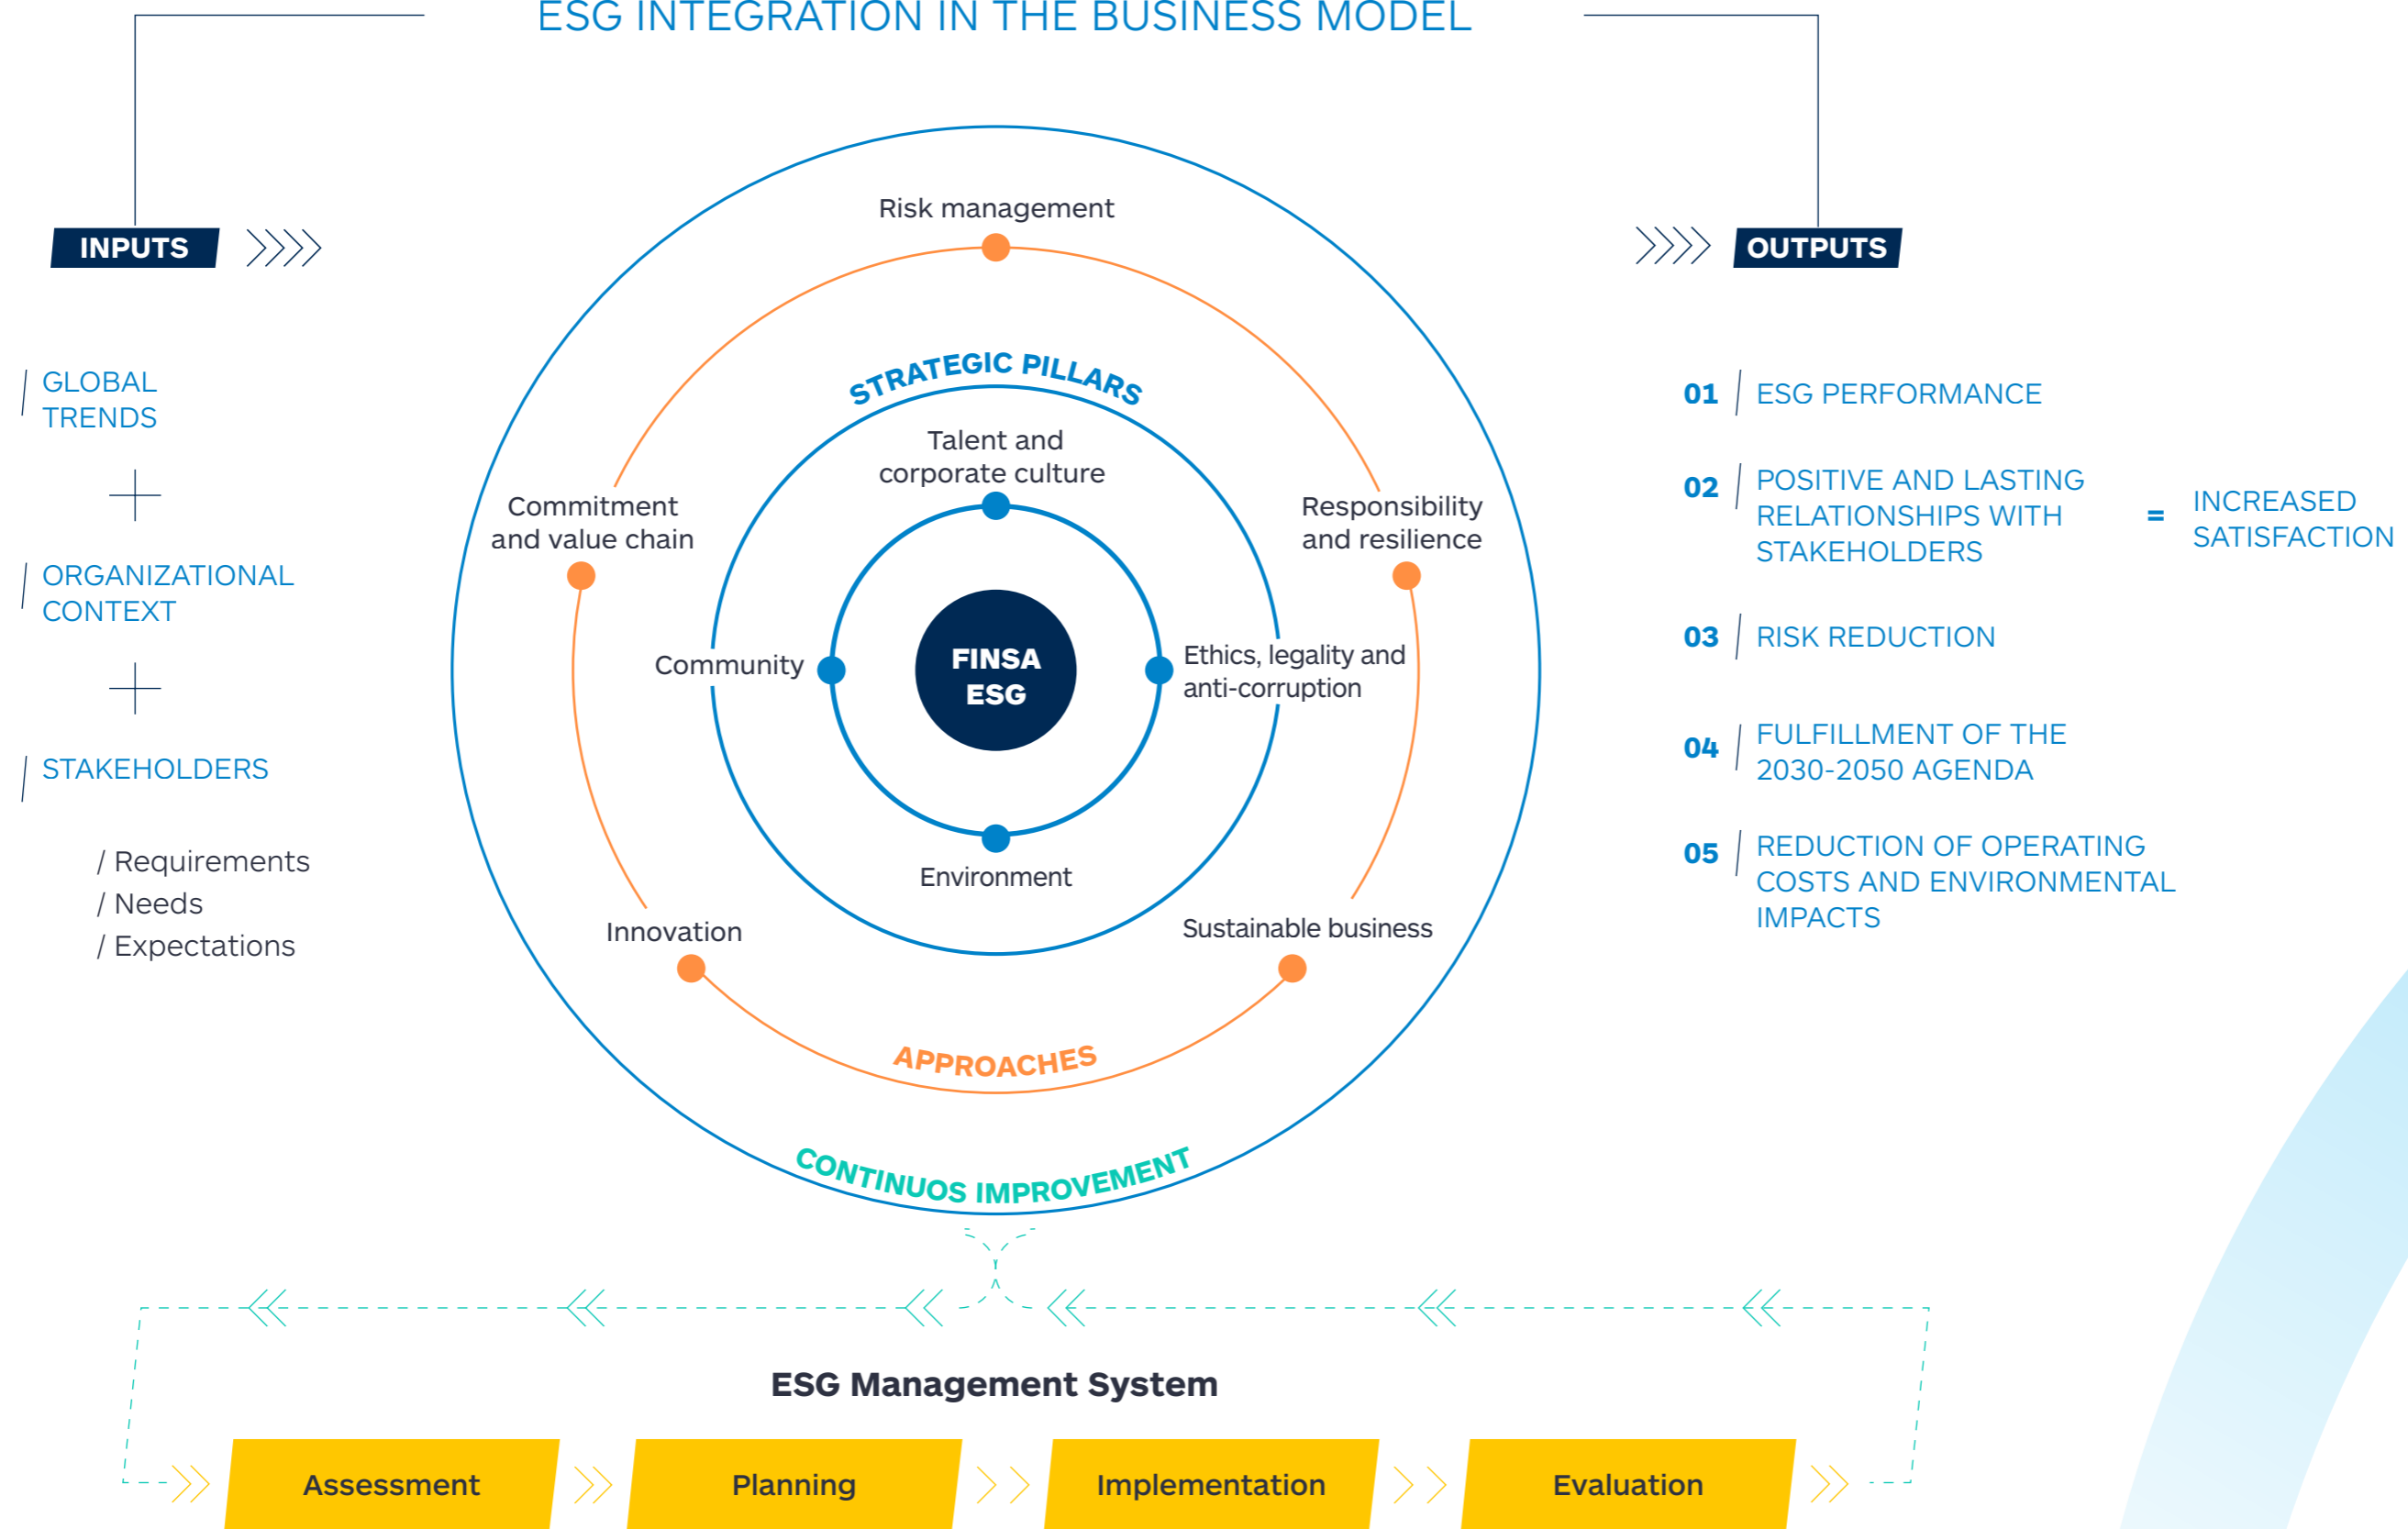 ESG INTEGRATION IN THE BUSINESS MODEL
INPUTS
GLOBAL
TRENDS
ORGANIZATIONAL
CONTEXT
STAKEHOLDERS
/ Requirements
/ Needs
/ Expectations
Risk management
STRATEGIC PILLARS
Talent and
corporate culture
Commitment
and value chain
Responsibility
and resilience
Community
FINSA
ESG
Ethics, legality and
anti-corruption
Environment
Innovation
Sustainable business
APPROACHES
CONTINUOS IMPROVEMENT
OUTPUTS
01 / ESG PERFORMANCE
02 / POSITIVE AND LASTING
RELATIONSHIPS WITH
STAKEHOLDERS
= INCREASED
SATISFACTION
03 / RISK REDUCTION
04 / FULFILLMENT OF THE
2030-2050 AGENDA
05 / REDUCTION OF OPERATING
COSTS AND ENVIRONMENTAL
IMPACTS
ESG Management System
Assessment
Planning
Implementation
Evaluation